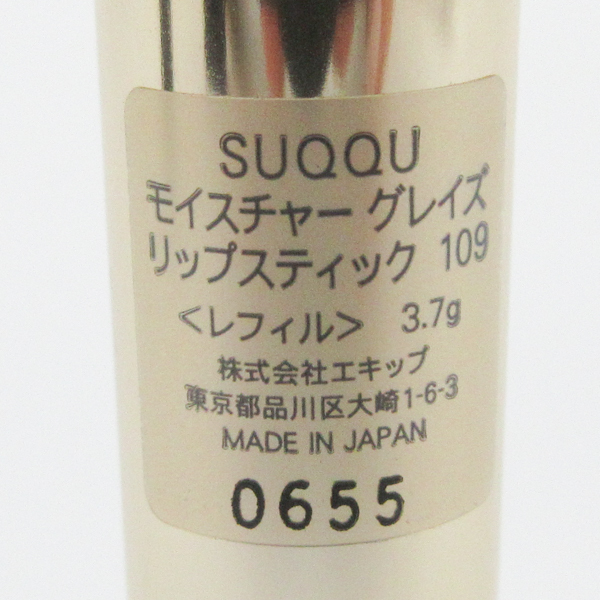 SUQQU
モイスチャー グレイズ
リップスティック 109
<レフィル> 3.7g
株式会社エキップ
東京都品川区大崎1-6-3
MADE IN JAPAN
0655